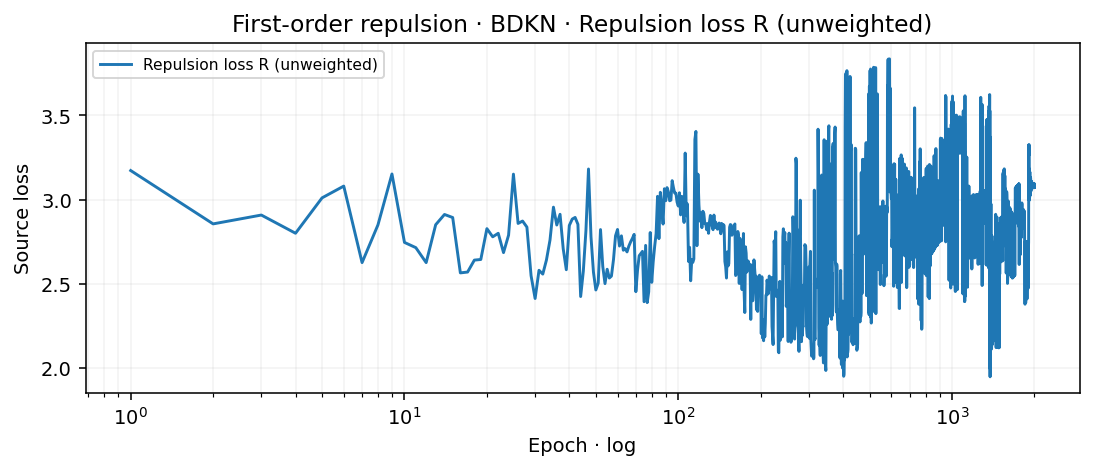 First-order repulsion · BDKN · Repulsion loss R (unweighted)
Repulsion loss R (unweighted)
Source loss
3.5
3.0
2.5
2.0
10⁰ 10¹ 10² 10³
Epoch · log